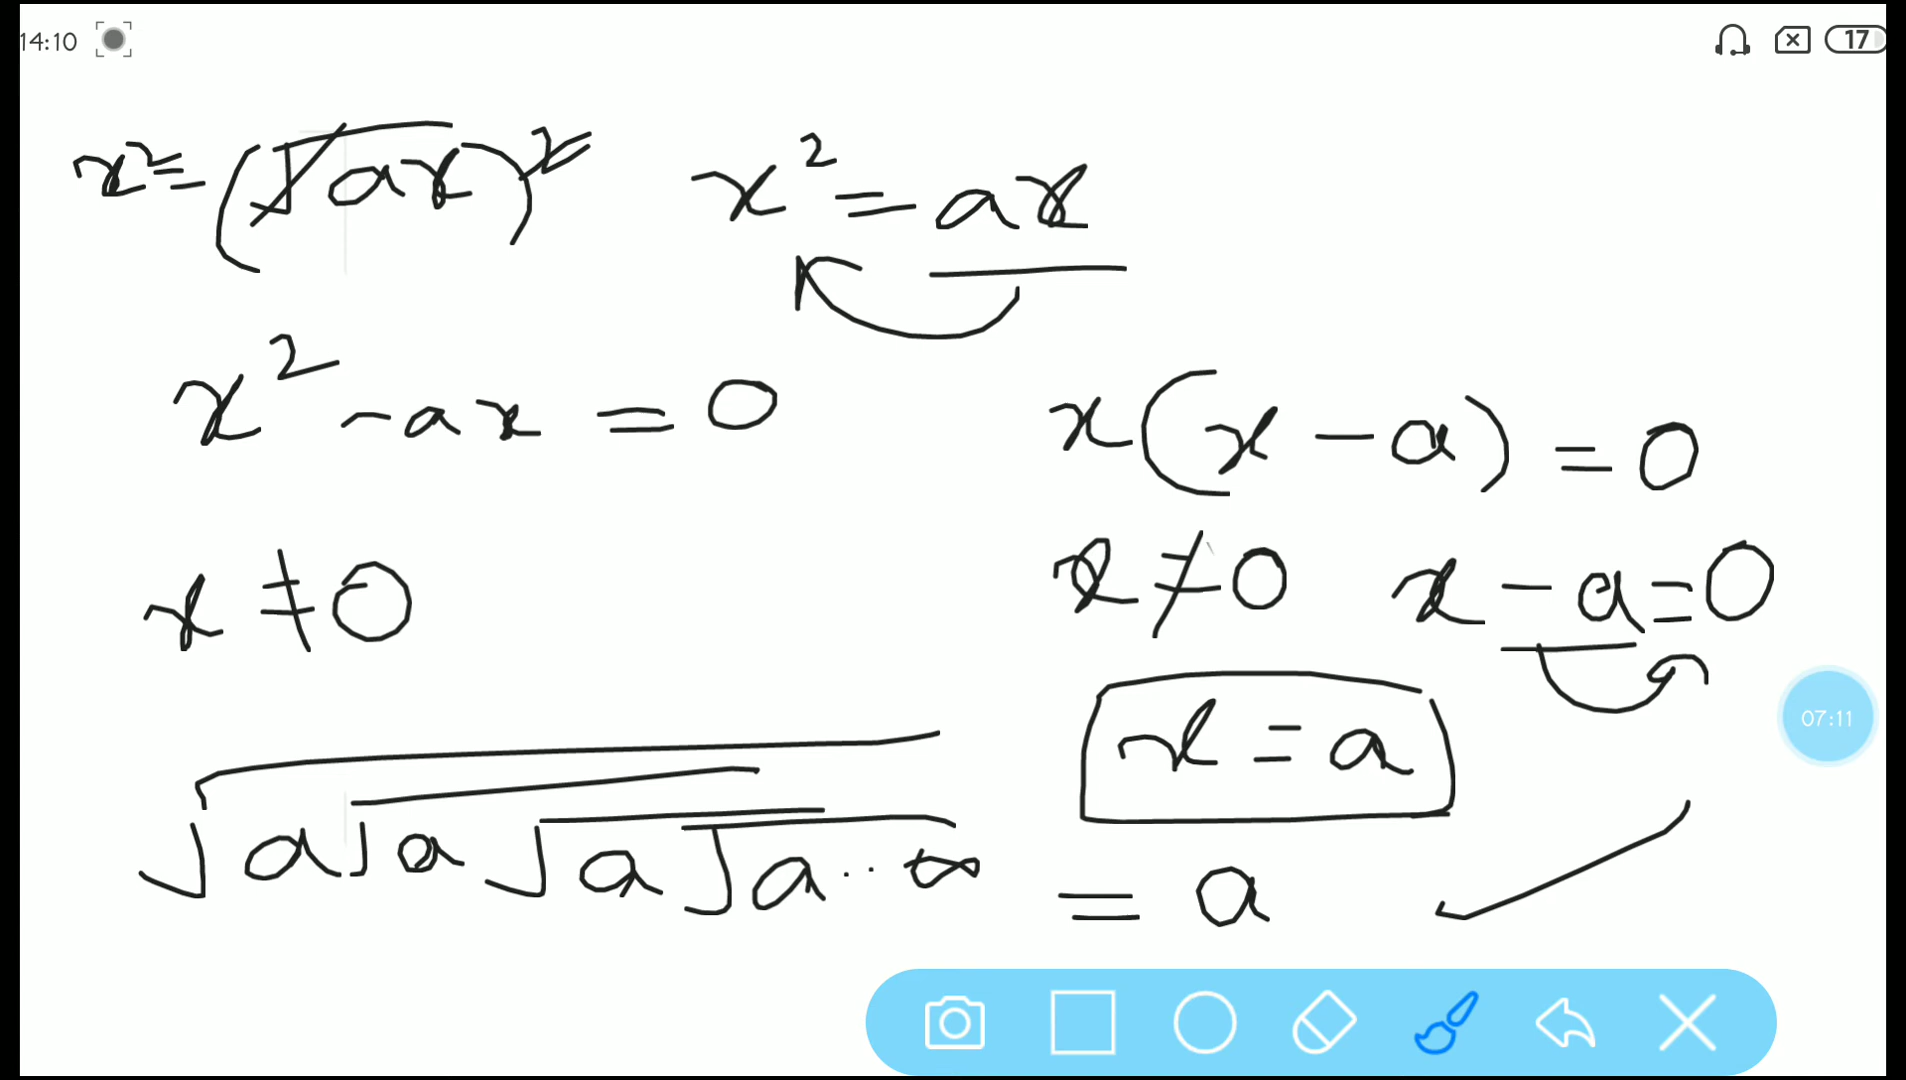 14:10 17
x² = (√ax)² x² = ax
x² - ax = 0 x(x - a) = 0
x ≠ 0 x ≠ 0 x - a = 0
x = a
07:11
√a√a√a√a..∞ = a